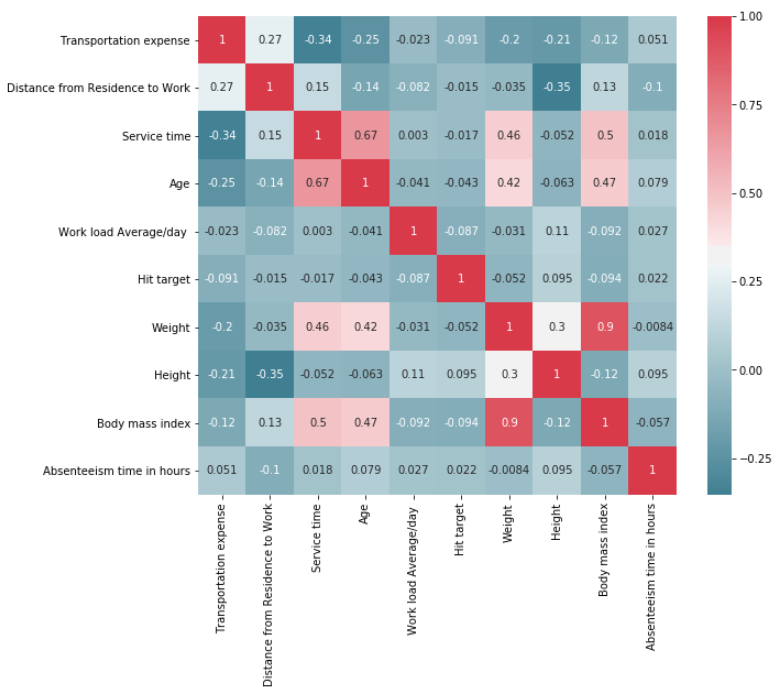 Transportation expense 1 0.27 -0.34 -0.25 -0.023 -0.091 -0.2 -0.21 -0.12 0.051
Distance from Residence to Work 0.27 1 0.15 -0.14 -0.082 -0.015 -0.035 -0.35 0.13 -0.1
Service time -0.34 0.15 1 0.67 0.003 -0.017 0.46 -0.052 0.5 0.018
Age -0.25 -0.14 0.67 1 -0.041 -0.043 0.42 -0.063 0.47 0.079
Work load Average/day -0.023 -0.082 0.003 -0.041 1 -0.087 -0.031 0.11 -0.092 0.027
Hit target -0.091 -0.015 -0.017 -0.043 -0.087 1 -0.052 0.095 -0.094 0.022
Weight -0.2 -0.035 0.46 0.42 -0.031 -0.052 1 0.3 0.9 -0.0084
Height -0.21 -0.35 -0.052 -0.063 0.11 0.095 0.3 1 -0.12 0.095
Body mass index -0.12 0.13 0.5 0.47 -0.092 -0.094 0.9 -0.12 1 -0.057
Absenteeism time in hours 0.051 -0.1 0.018 0.079 0.027 0.022 -0.0084 0.095 -0.057 1
Transportation expense
Distance from Residence to Work
Service time
Age
Work load Average/day
Hit target
Weight
Height
Body mass index
Absenteeism time in hours
1.00
0.75
0.50
0.25
0.00
−0.25